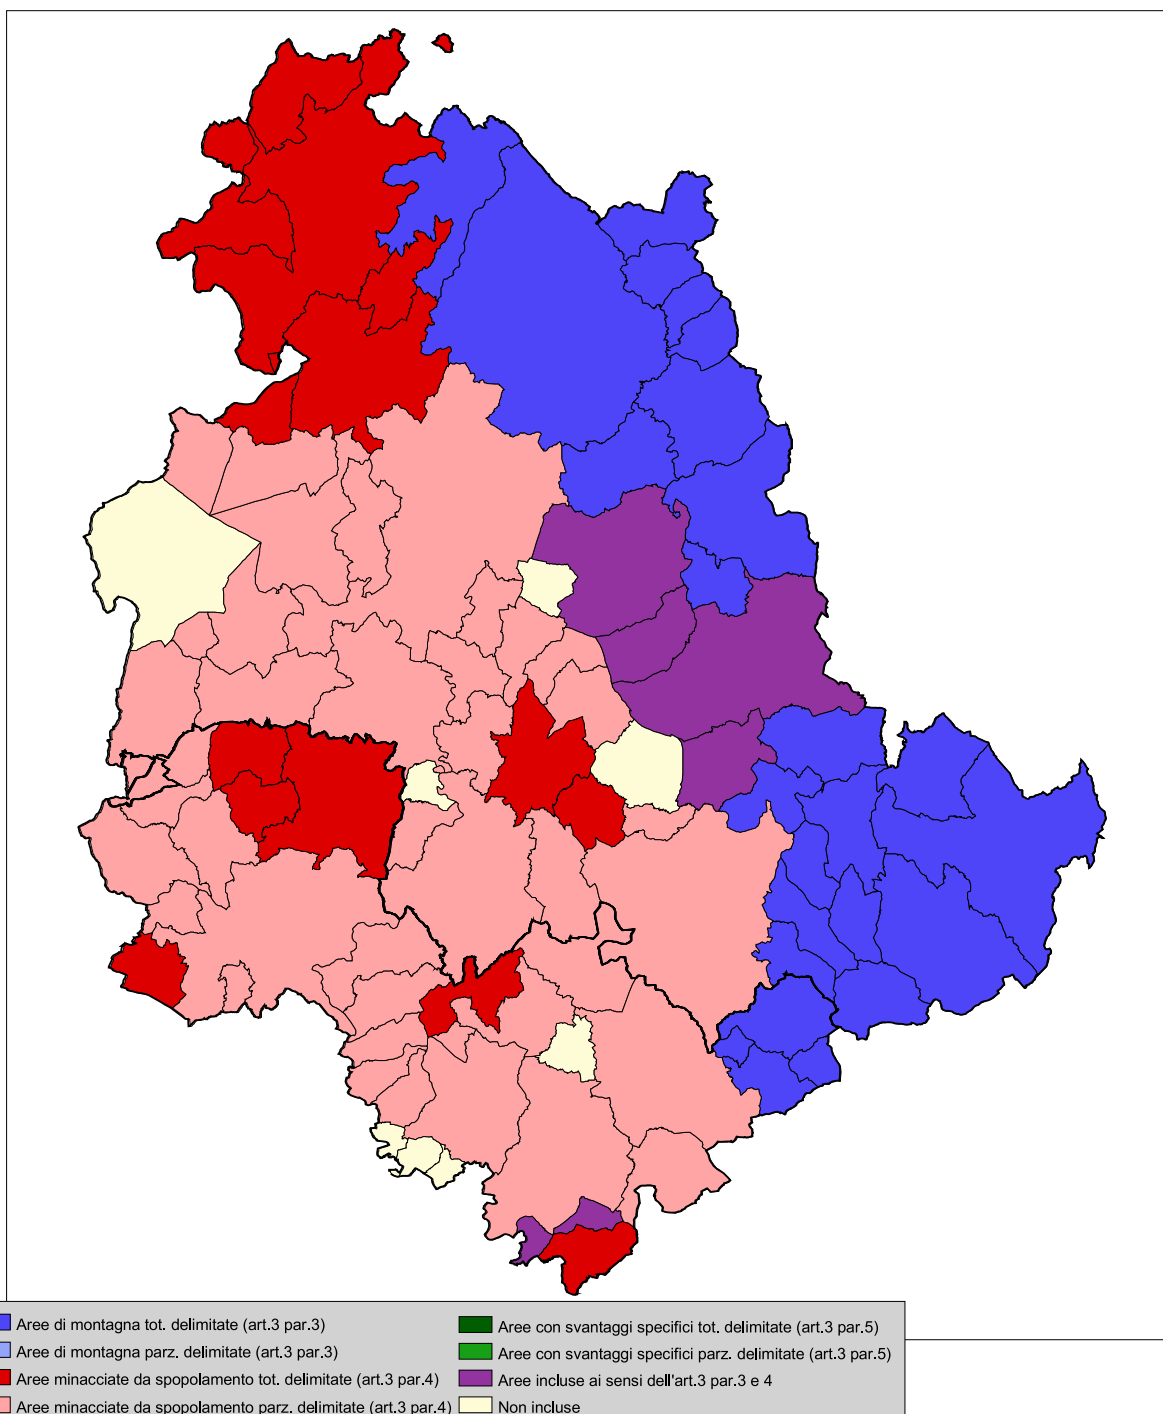 Aree di montagna tot. delimitate (art.3 par.3)
Aree di montagna parz. delimitate (art.3 par.3)
Aree minacciate da spopolamento tot. delimitate (art.3 par.4)
Aree minacciate da spopolamento parz. delimitate (art.3 par.4)
Aree con svantaggi specifici tot. delimitate (art.3 par.5)
Aree con svantaggi specifici parz. delimitate (art.3 par.5)
Aree incluse ai sensi dell'art.3 par.3 e 4
Non incluse